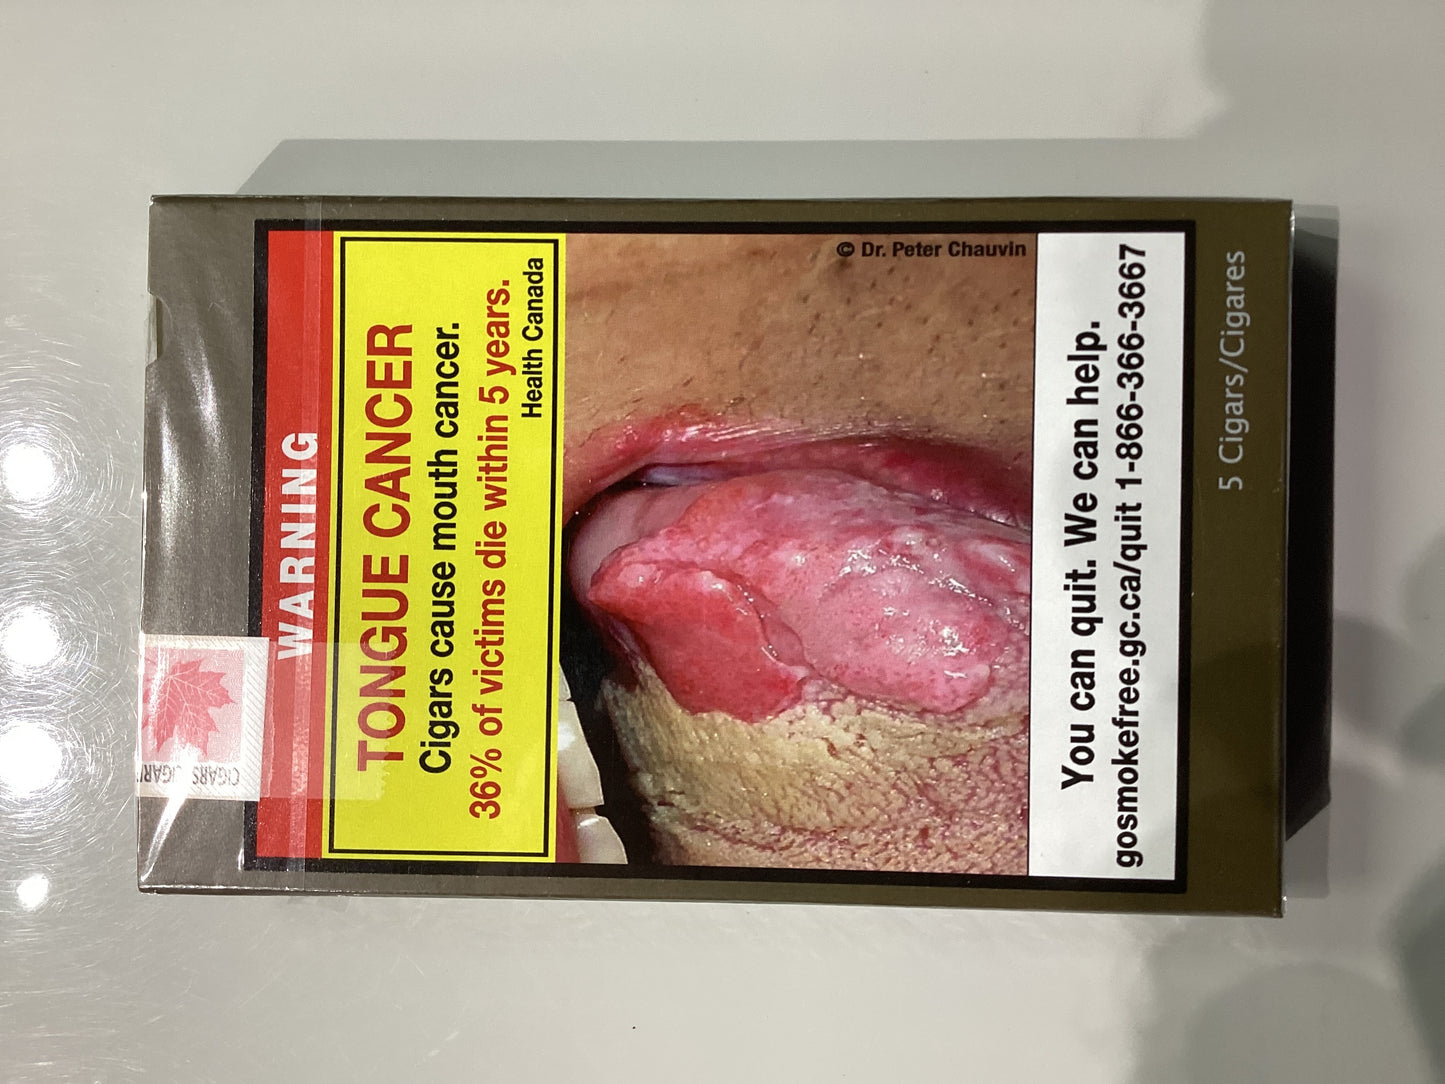 WARNING
TONGUE CANCER
Cigars cause mouth cancer.
36% of victims die within 5 years.
Health Canada
© Dr. Peter Chauvin
You can quit. We can help.
gosmokefree.gc.ca/quit 1-866-366-3667
5 Cigars/Cigares
CIGARS